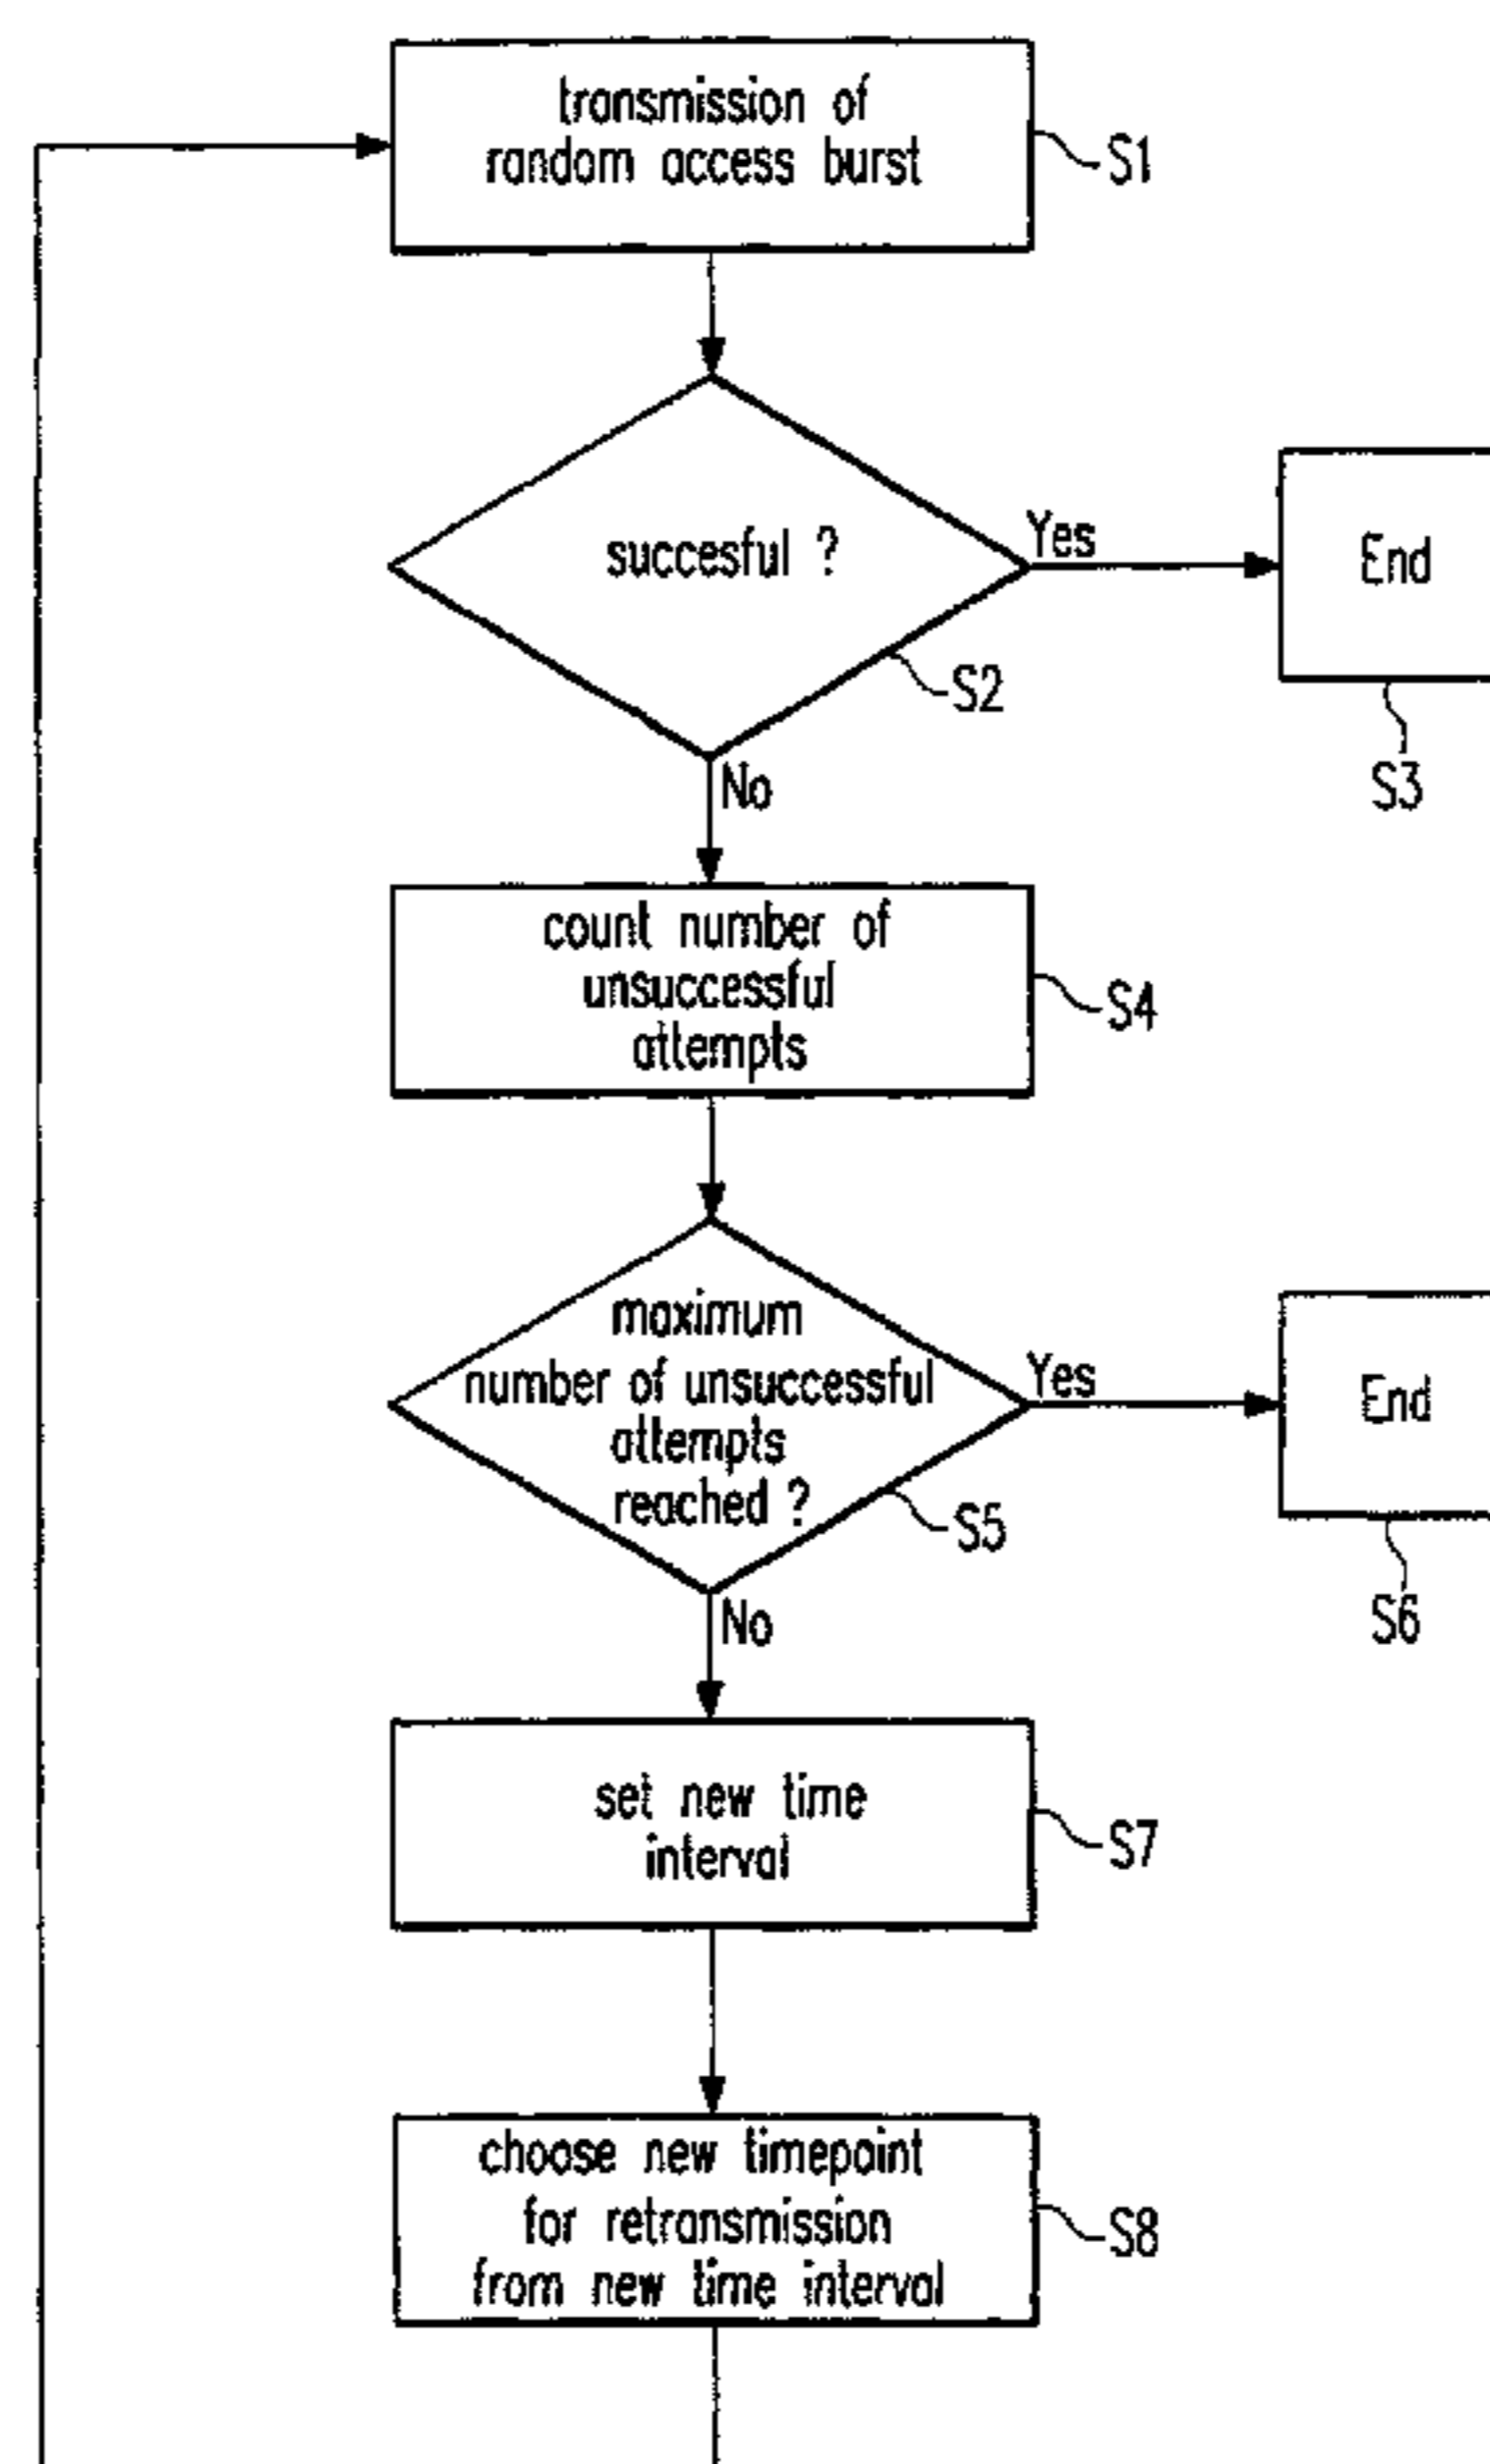 transmission of
random access burst
S1
succesful ?
Yes
End
S2
S3
No
count number of
unsuccessful
attempts
S4
maximum
number of unsuccessful
attempts
reached ?
Yes
End
S5
S6
No
set new time
interval
S7
choose new timepoint
for retransmission
from new time interval
S8